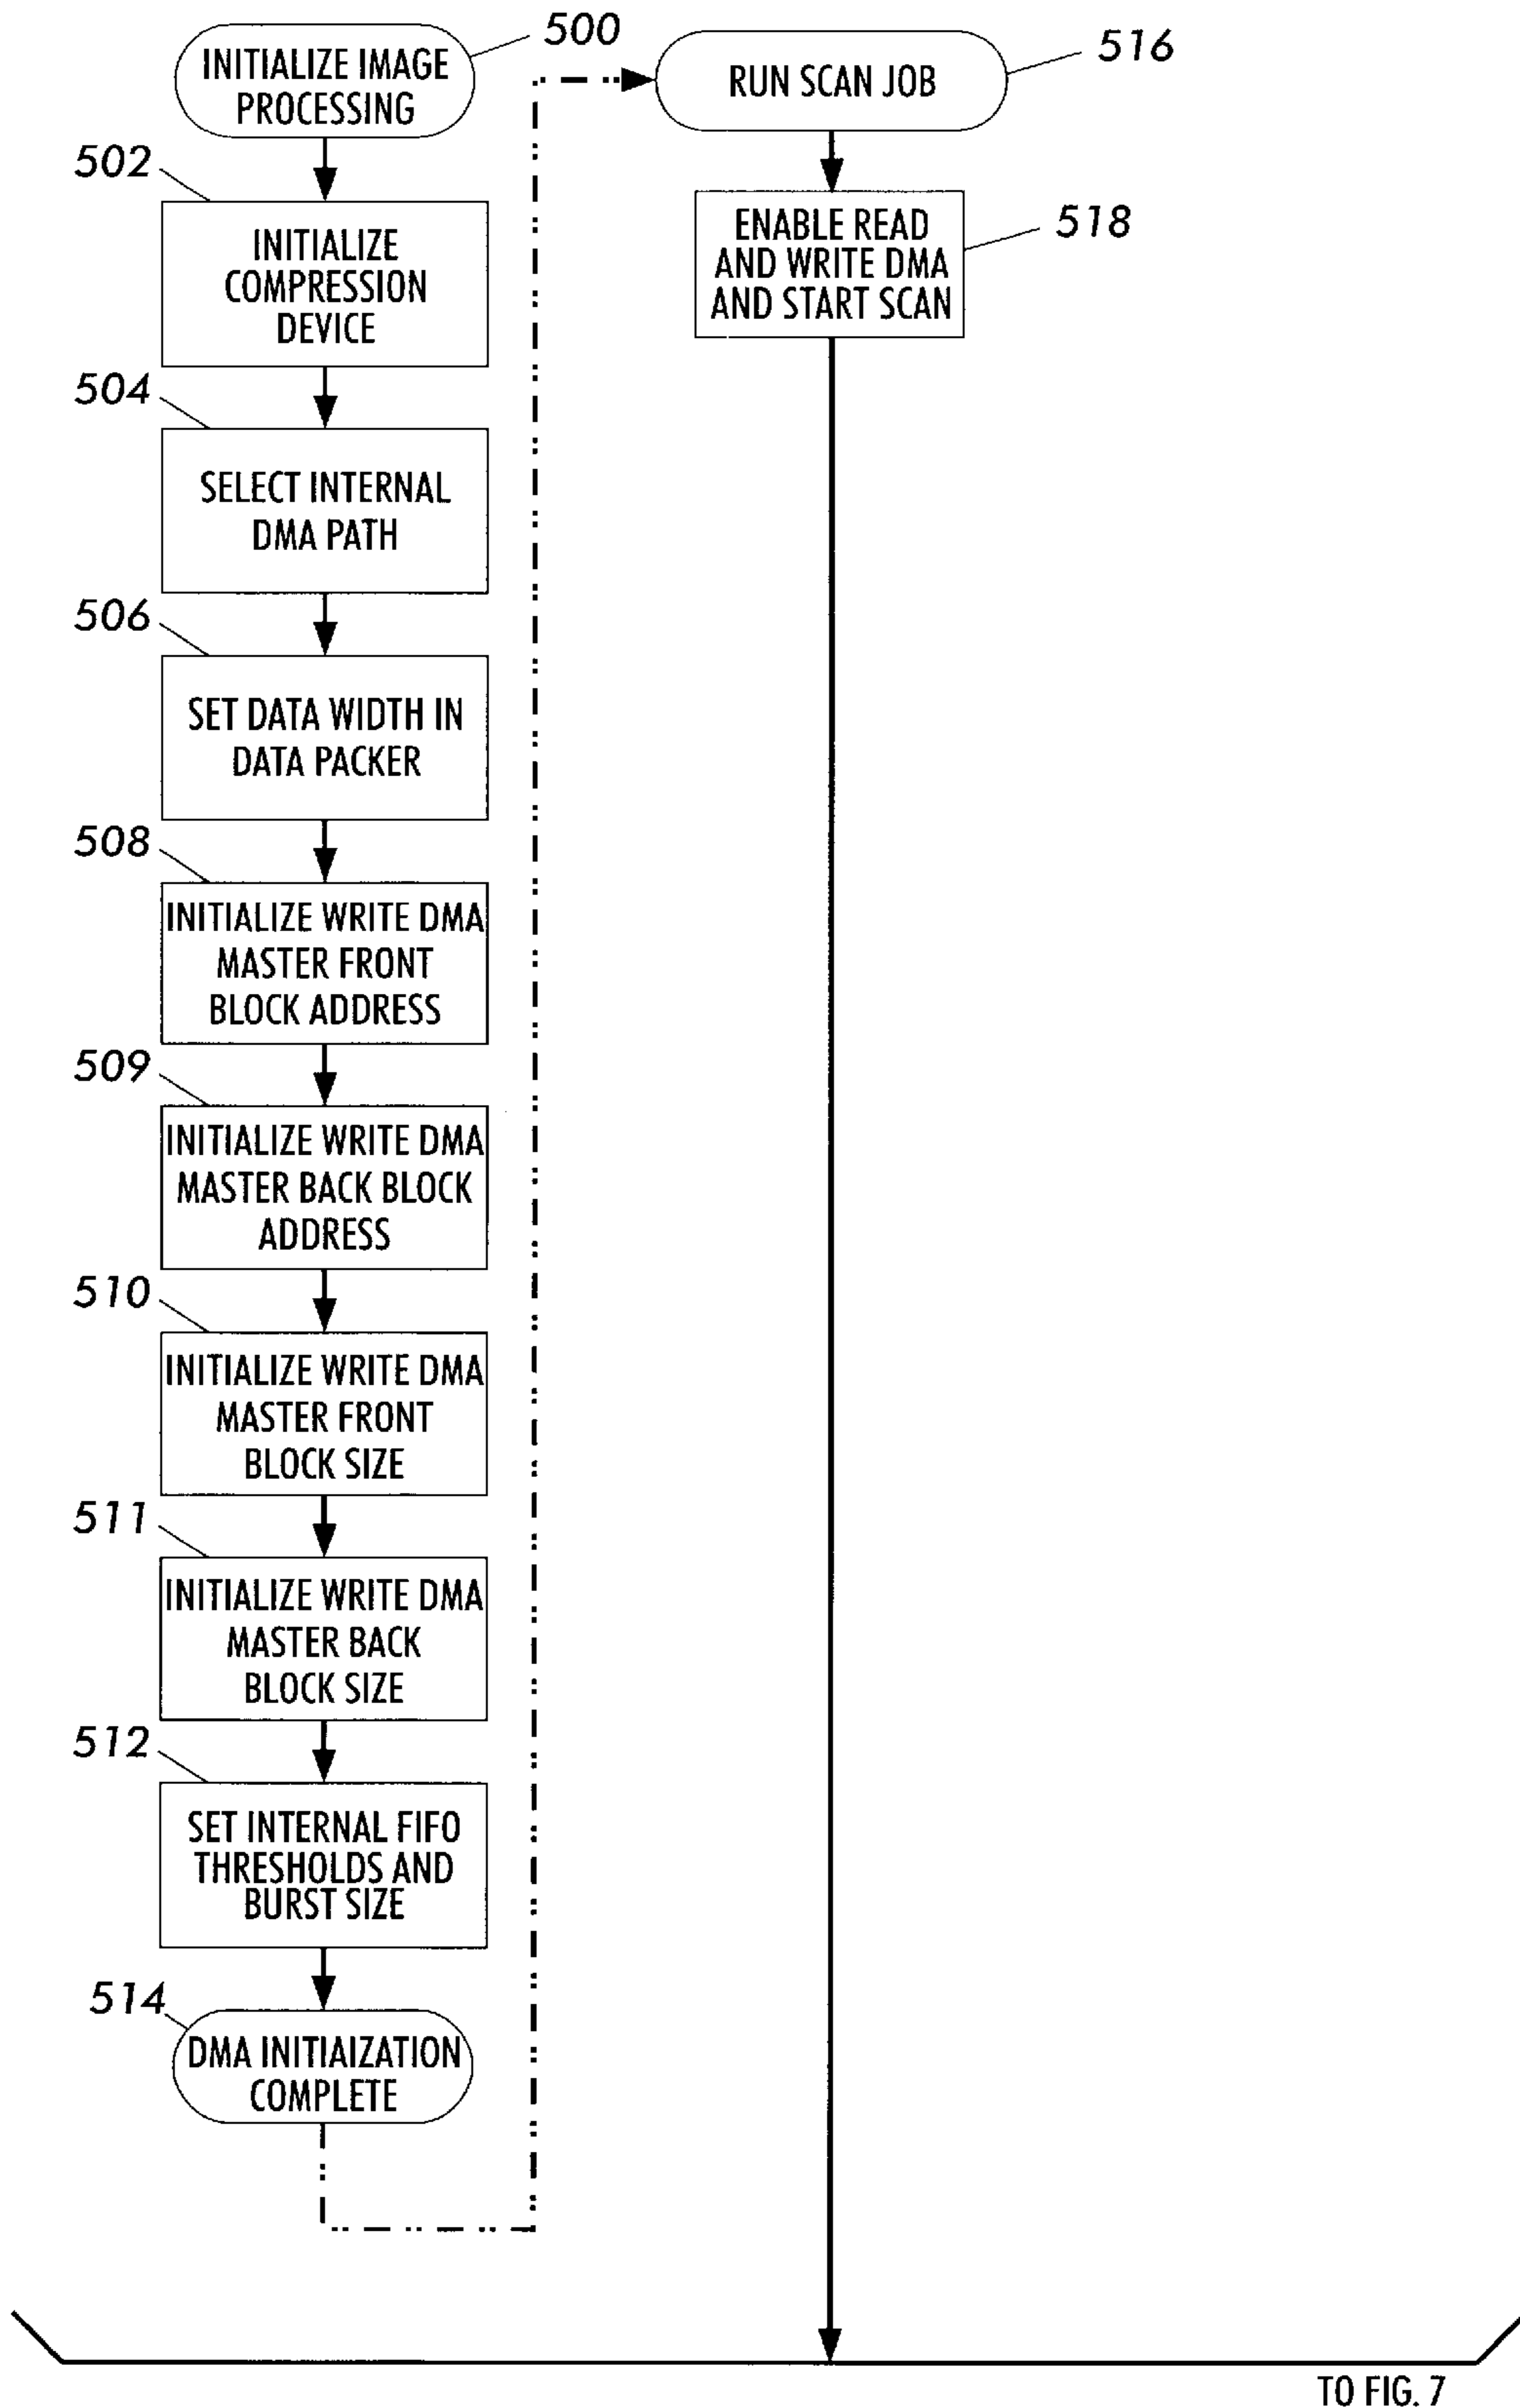 500
INITIALIZE IMAGE
PROCESSING
502
INITIALIZE
COMPRESSION
DEVICE
504
SELECT INTERNAL
DMA PATH
506
SET DATA WIDTH IN
DATA PACKER
508
INITIALIZE WRITE DMA
MASTER FRONT
BLOCK ADDRESS
509
INITIALIZE WRITE DMA
MASTER BACK BLOCK
ADDRESS
510
INITIALIZE WRITE DMA
MASTER FRONT
BLOCK SIZE
511
INITIALIZE WRITE DMA
MASTER BACK
BLOCK SIZE
512
SET INTERNAL FIFO
THRESHOLDS AND
BURST SIZE
514
DMA INITIAIZATION
COMPLETE
516
RUN SCAN JOB
518
ENABLE READ
AND WRITE DMA
AND START SCAN
TO FIG. 7